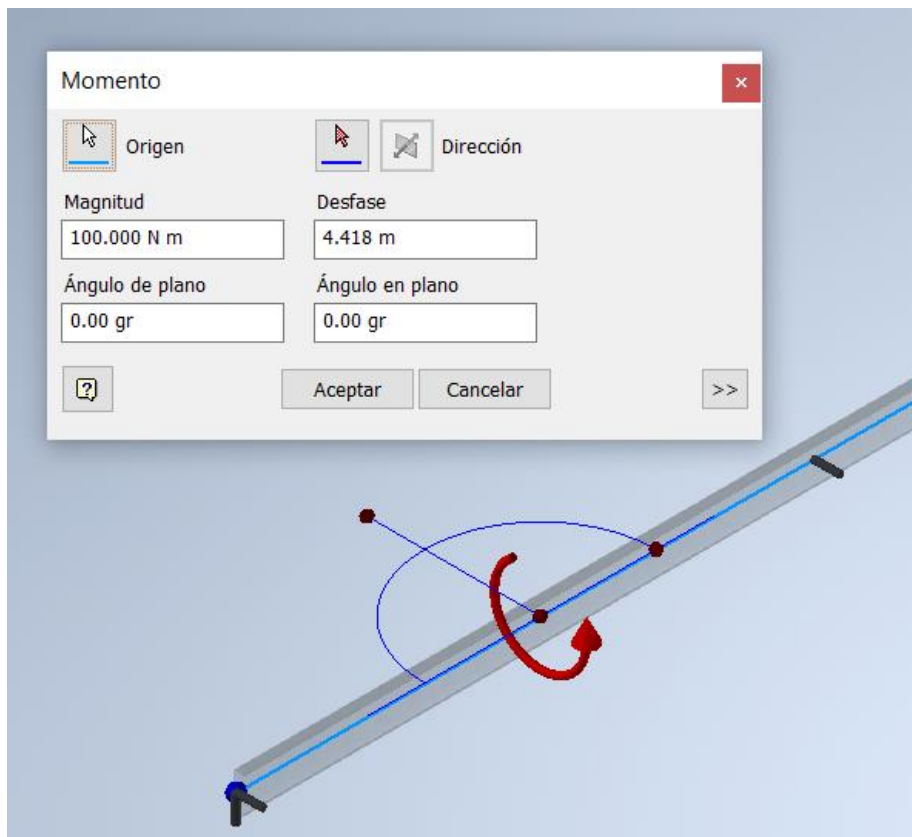 Momento
Origen
Dirección
Magnitud
Desfase
100.000 N m
4.418 m
Ángulo de plano
Ángulo en plano
0.00 gr
0.00 gr
Aceptar
Cancelar
>>